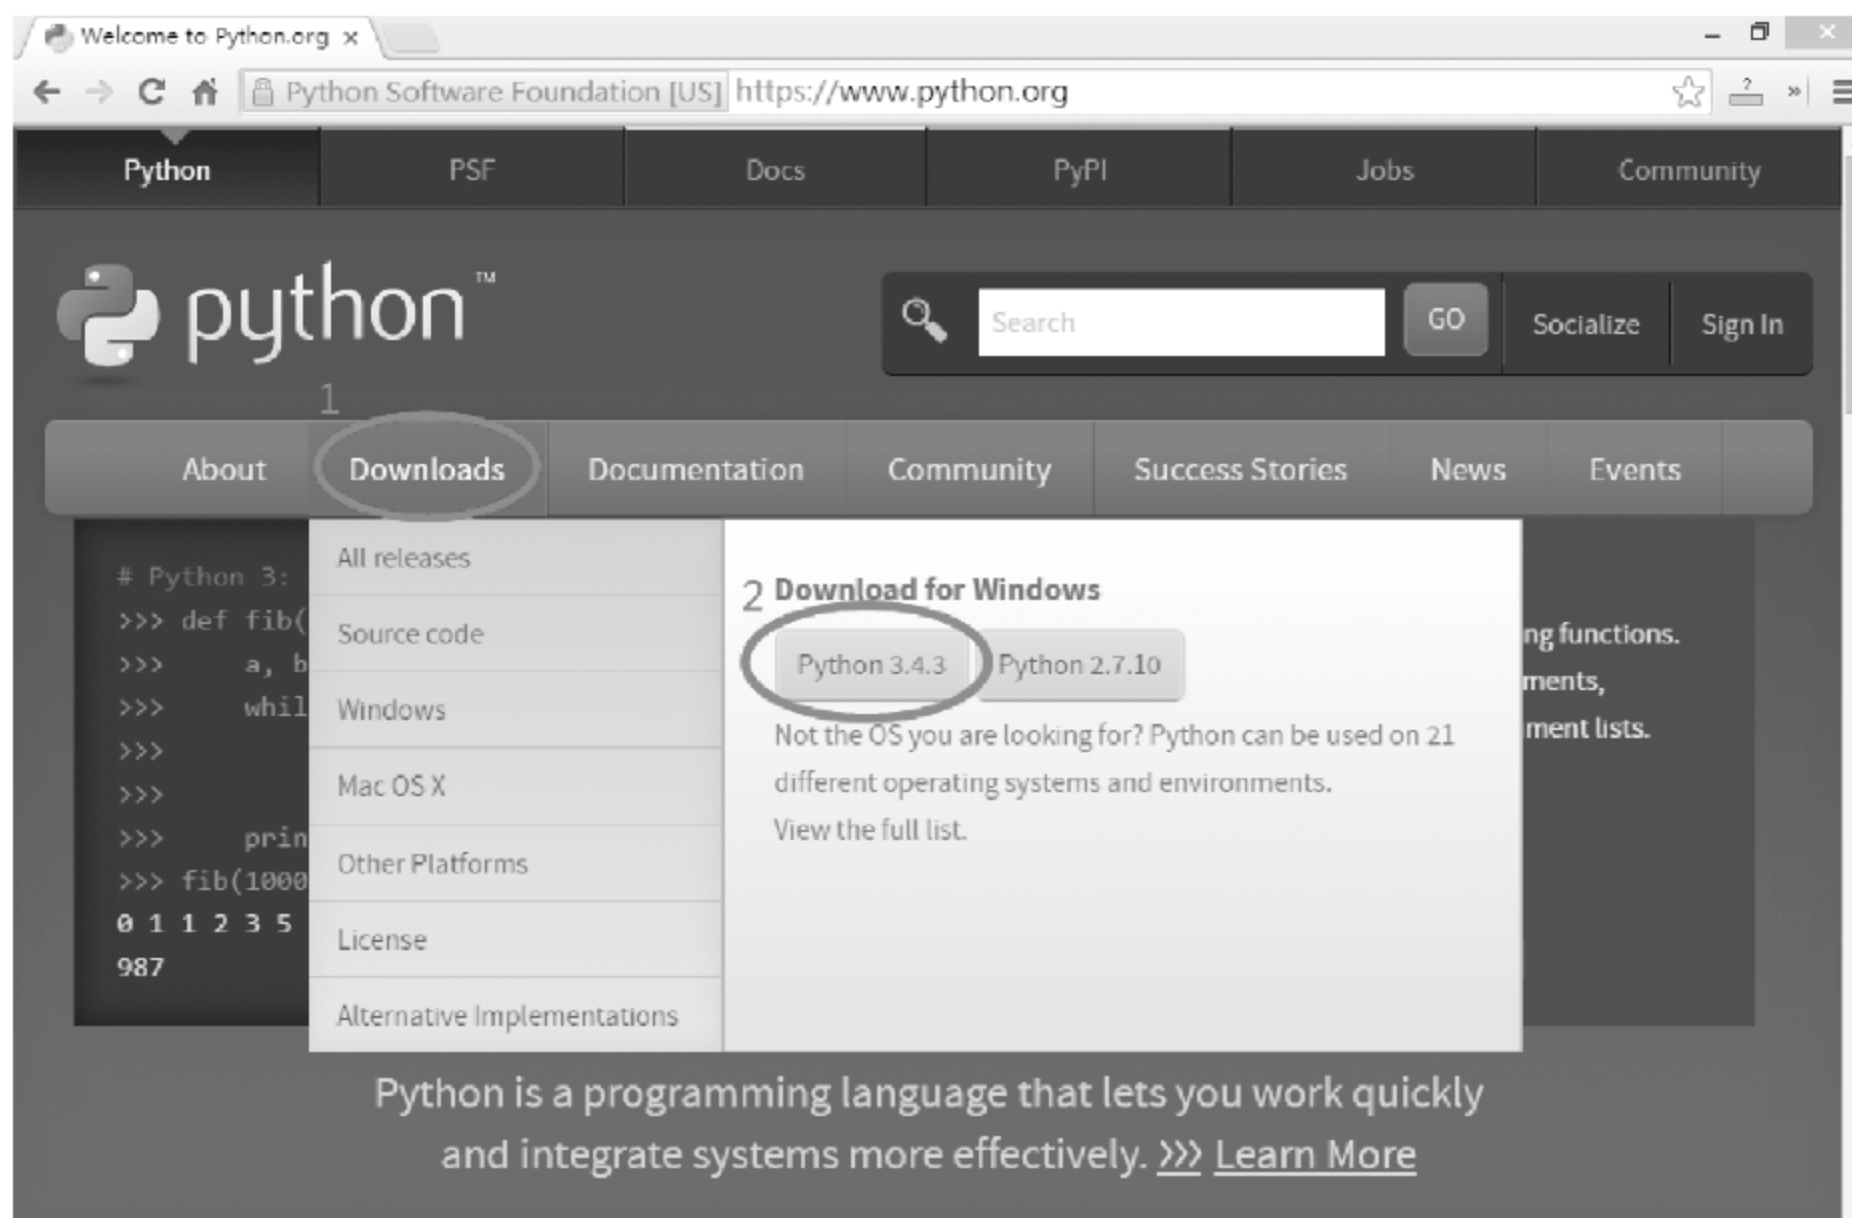 Welcome to Python.org
Python Software Foundation [US] https://www.python.org
Python PSF Docs PyPI Jobs Community
python™
Search GO Socialize Sign In
1
About Downloads Documentation Community Success Stories News Events
All releases
Source code
Windows
Mac OS X
Other Platforms
License
Alternative Implementations
2 Download for Windows
Python 3.4.3 Python 2.7.10
Not the OS you are looking for? Python can be used on 21
different operating systems and environments.
View the full list.
# Python 3:
>>> def fib(
>>> a, b
>>> whil
>>>
>>>
>>> prin
>>> fib(1000
0 1 1 2 3 5
987
ng functions.
ments,
ment lists.
Python is a programming language that lets you work quickly
and integrate systems more effectively. >>> Learn More